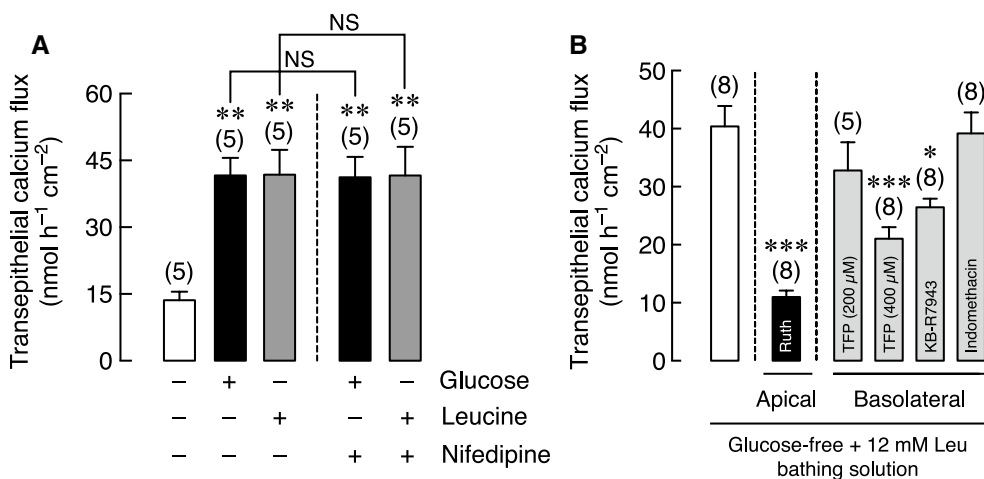 A
NS
NS
Transepithelial calcium flux
(nmol h⁻¹ cm⁻²)
60
45
30
15
0
(5)
**
(5)
**
(5)
**
(5)
**
(5)
– + – + – Glucose
– – + – + Leucine
– – – + + Nifedipine
B
Transepithelial calcium flux
(nmol h⁻¹ cm⁻²)
50
40
30
20
10
0
(8)
***
(8)
(5)
***
(8)
*
(8)
(8)
Ruth
TFP (200 µM)
TFP (400 µM)
KB-R7943
Indomethacin
Apical
Basolateral
Glucose-free + 12 mM Leu
bathing solution